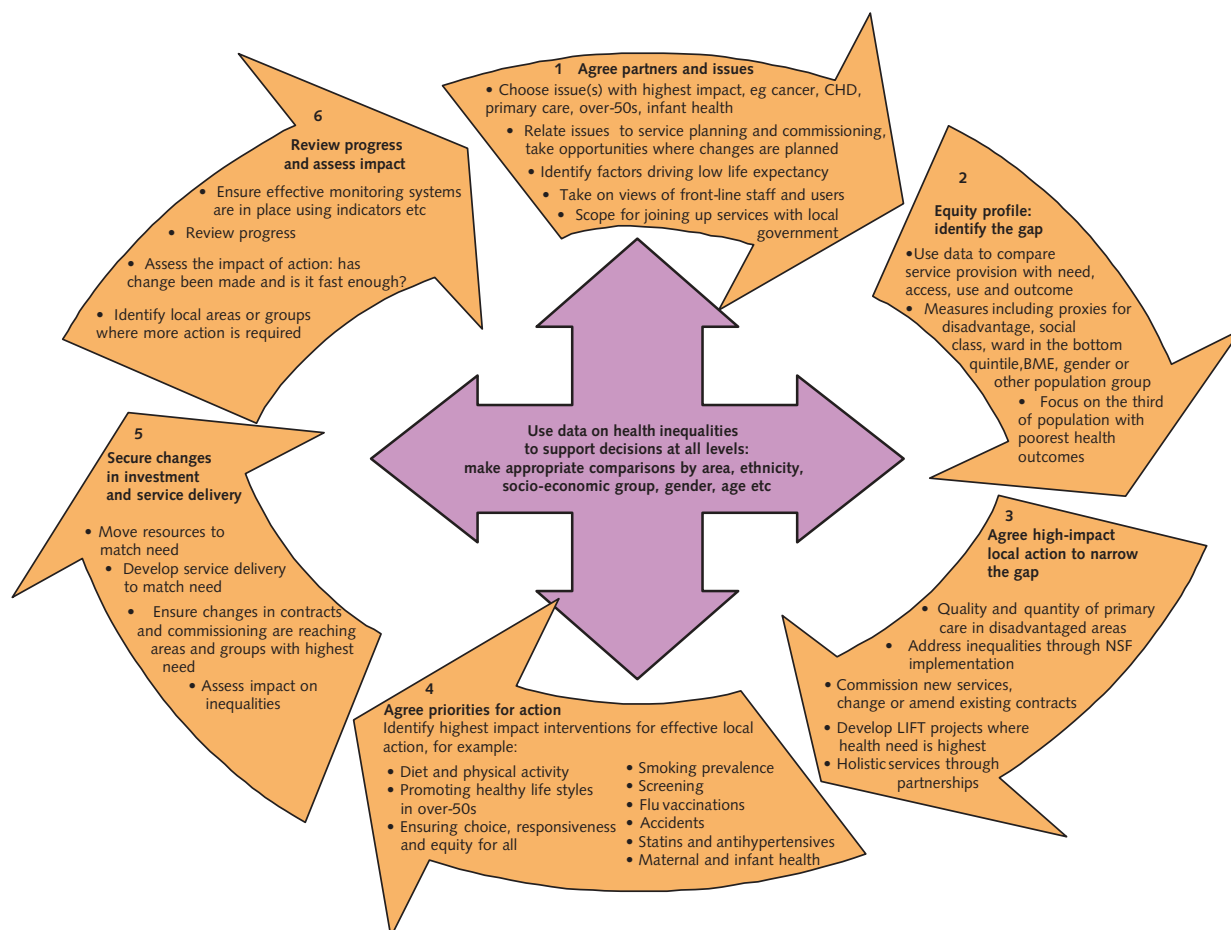 1 Agree partners and issues
• Choose issue(s) with highest impact, eg cancer, CHD,
primary care, over-50s, infant health
• Relate issues to service planning and commissioning,
take opportunities where changes are planned
• Identify factors driving low life expectancy
• Take on views of front-line staff and users
• Scope for joining up services with local
government
2
Equity profile:
identify the gap
•Use data to compare
service provision with need,
access, use and outcome
• Measures including proxies for
disadvantage, social
class, ward in the bottom
quintile,BME, gender or
other population group
• Focus on the third
of population with
poorest health
outcomes
3
Agree high-impact
local action to narrow
the gap
• Quality and quantity of primary
care in disadvantaged areas
• Address inequalities through NSF
implementation
• Commission new services,
change or amend existing contracts
• Develop LIFT projects where
health need is highest
• Holistic services through
partnerships
4
Agree priorities for action
Identify highest impact interventions for effective local
action, for example:
• Diet and physical activity
• Promoting healthy life styles
in over-50s
• Ensuring choice, responsiveness
and equity for all
• Smoking prevalence
• Screening
• Flu vaccinations
• Accidents
• Statins and antihypertensives
• Maternal and infant health
5
Secure changes
in investment
and service delivery
• Move resources to
match need
• Develop service delivery
to match need
• Ensure changes in contracts
and commissioning are reaching
areas and groups with highest
need
• Assess impact on
inequalities
6
Review progress
and assess impact
• Ensure effective monitoring systems
are in place using indicators etc
• Review progress
• Assess the impact of action: has
change been made and is it fast enough?
• Identify local areas or groups
where more action is required
Use data on health inequalities
to support decisions at all levels:
make appropriate comparisons by area, ethnicity,
socio-economic group, gender, age etc